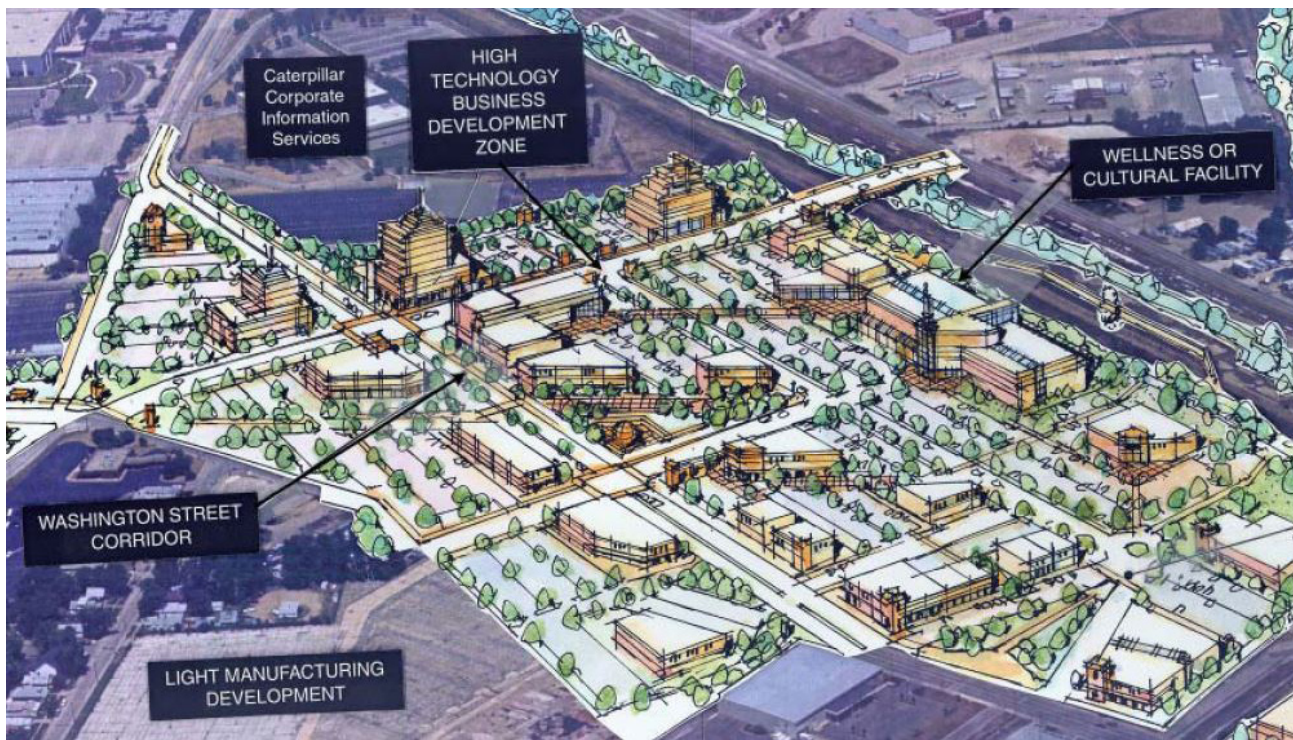 Caterpillar
Corporate
Information
Services
HIGH
TECHNOLOGY
BUSINESS
DEVELOPMENT
ZONE
WELLNESS OR
CULTURAL FACILITY
WASHINGTON STREET
CORRIDOR
LIGHT MANUFACTURING
DEVELOPMENT